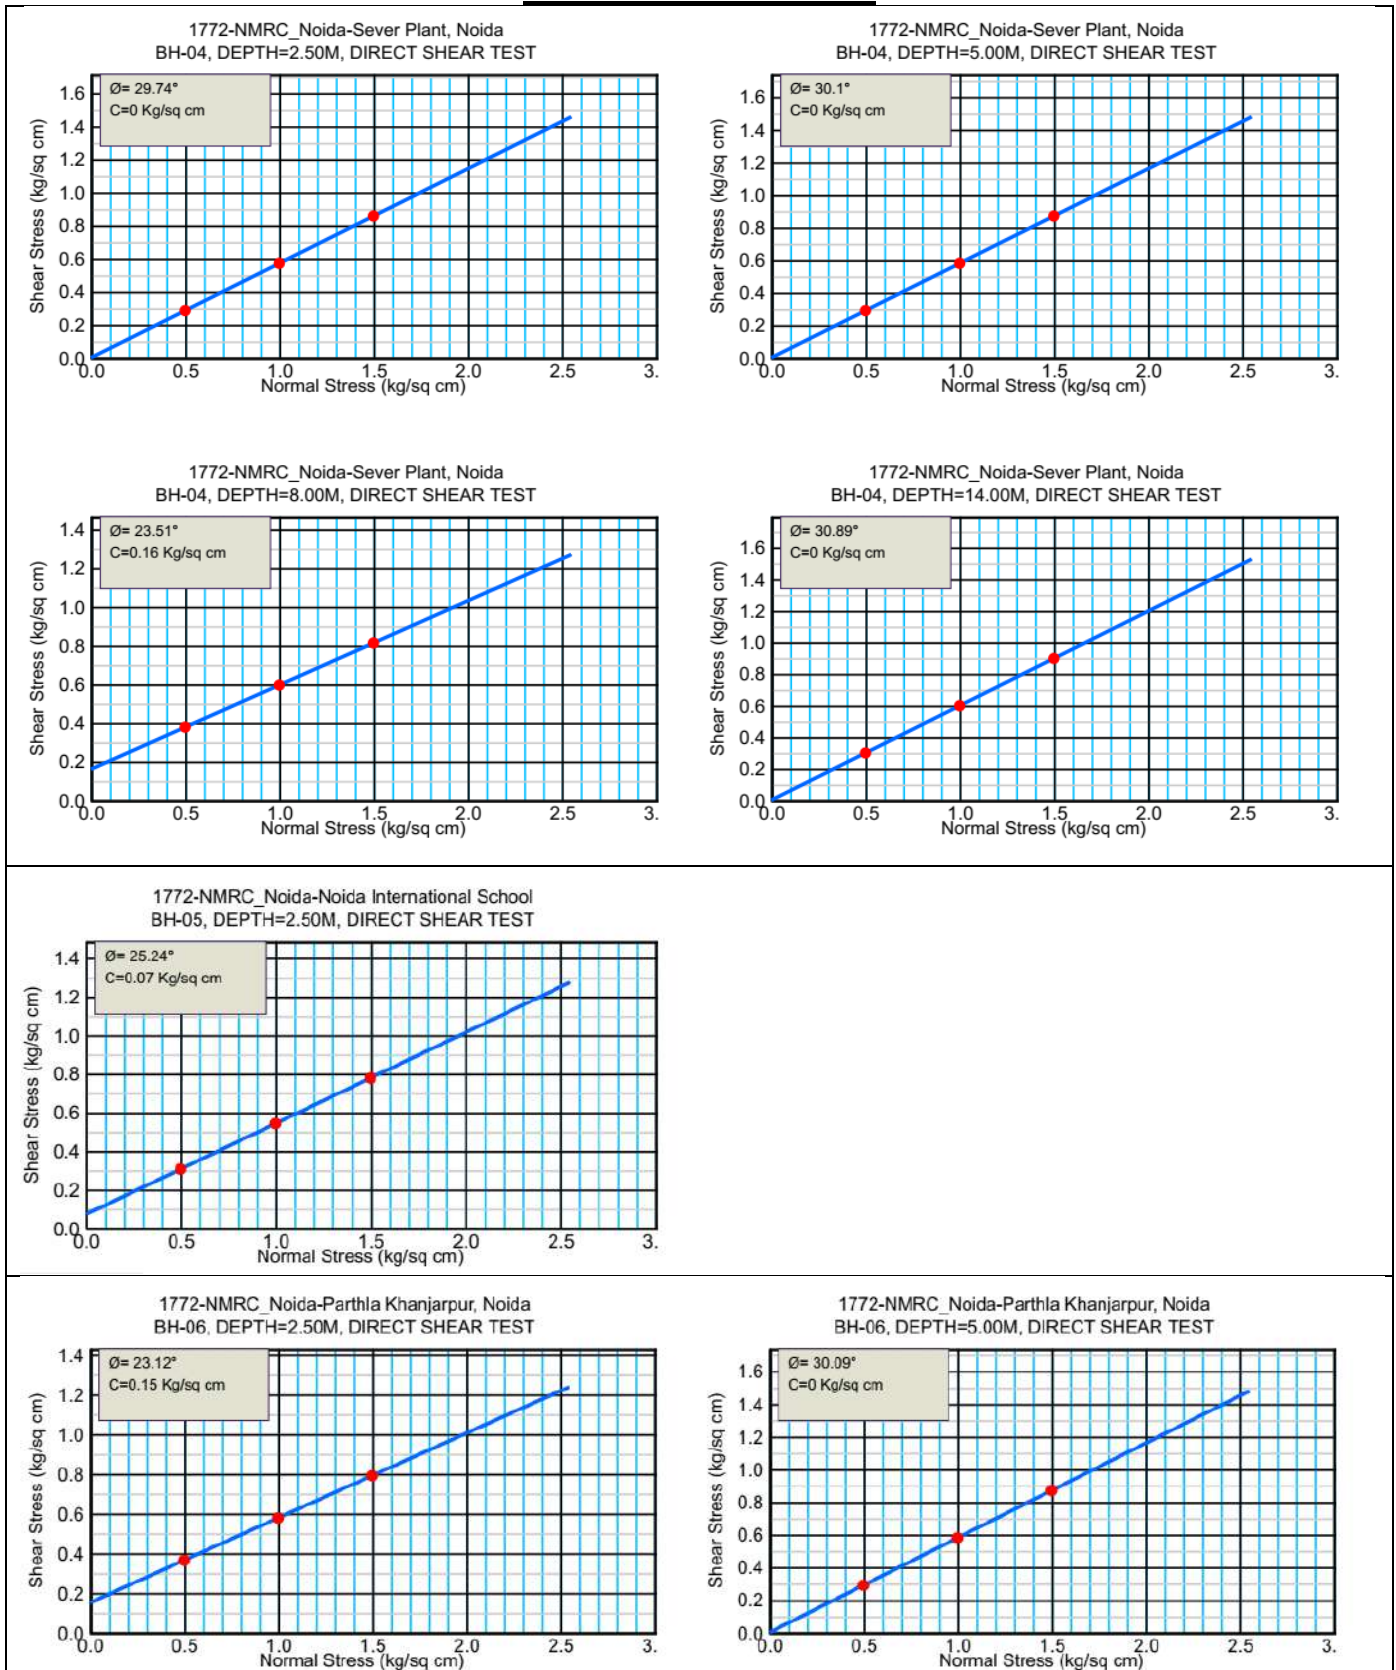 1772-NMRC_Noida-Sever Plant, Noida
BH-04, DEPTH=2.50M, DIRECT SHEAR TEST
Ø= 29.74°
C=0 Kg/sq cm
Shear Stress (kg/sq cm)
1.6
1.4
1.2
1.0
0.8
0.6
0.4
0.2
0.0
0.0 0.5 1.0 1.5 2.0 2.5 3.
Normal Stress (kg/sq cm)
1772-NMRC_Noida-Sever Plant, Noida
BH-04, DEPTH=5.00M, DIRECT SHEAR TEST
Ø= 30.1°
C=0 Kg/sq cm
Shear Stress (kg/sq cm)
1.6
1.4
1.2
1.0
0.8
0.6
0.4
0.2
0.0
0.0 0.5 1.0 1.5 2.0 2.5 3.
Normal Stress (kg/sq cm)
1772-NMRC_Noida-Sever Plant, Noida
BH-04, DEPTH=8.00M, DIRECT SHEAR TEST
Ø= 23.51°
C=0.16 Kg/sq cm
Shear Stress (kg/sq cm)
1.4
1.2
1.0
0.8
0.6
0.4
0.2
0.0
0.0 0.5 1.0 1.5 2.0 2.5 3.
Normal Stress (kg/sq cm)
1772-NMRC_Noida-Sever Plant, Noida
BH-04, DEPTH=14.00M, DIRECT SHEAR TEST
Ø= 30.89°
C=0 Kg/sq cm
Shear Stress (kg/sq cm)
1.6
1.4
1.2
1.0
0.8
0.6
0.4
0.2
0.0
0.0 0.5 1.0 1.5 2.0 2.5 3.
Normal Stress (kg/sq cm)
1772-NMRC_Noida-Noida International School
BH-05, DEPTH=2.50M, DIRECT SHEAR TEST
Ø= 25.24°
C=0.07 Kg/sq cm
Shear Stress (kg/sq cm)
1.4
1.2
1.0
0.8
0.6
0.4
0.2
0.0
0.0 0.5 1.0 1.5 2.0 2.5 3.
Normal Stress (kg/sq cm)
1772-NMRC_Noida-Parthla Khanjarpur, Noida
BH-06, DEPTH=2.50M, DIRECT SHEAR TEST
Ø= 23.12°
C=0.15 Kg/sq cm
Shear Stress (kg/sq cm)
1.4
1.2
1.0
0.8
0.6
0.4
0.2
0.0
0.0 0.5 1.0 1.5 2.0 2.5 3.
Normal Stress (kg/sq cm)
1772-NMRC_Noida-Parthla Khanjarpur, Noida
BH-06, DEPTH=5.00M, DIRECT SHEAR TEST
Ø= 30.09°
C=0 Kg/sq cm
Shear Stress (kg/sq cm)
1.6
1.4
1.2
1.0
0.8
0.6
0.4
0.2
0.0
0.0 0.5 1.0 1.5 2.0 2.5 3.
Normal Stress (kg/sq cm)